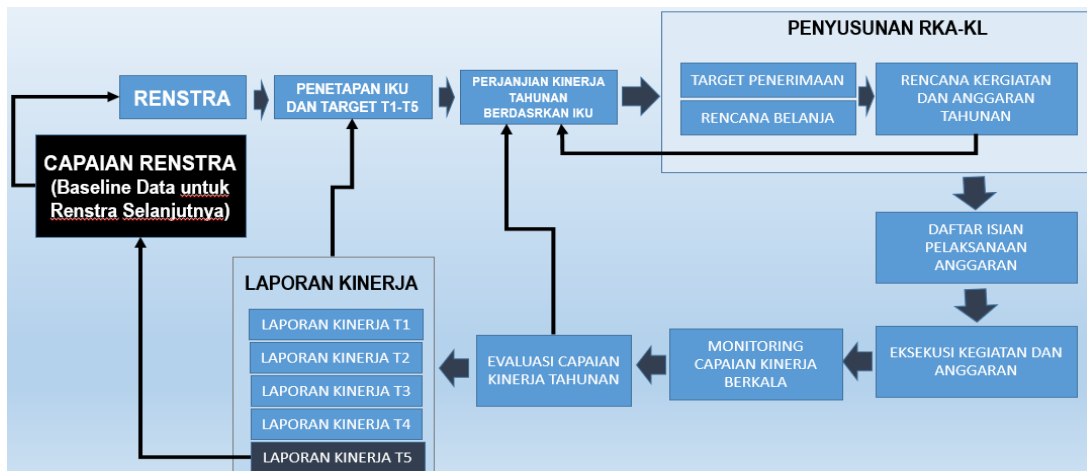 PENYUSUNAN RKA-KL
RENSTRA
PENETAPAN IKU
DAN TARGET T1-T5
PERJANJIAN KINERJA
TAHUNAN
BERDASRKAN IKU
TARGET PENERIMAAN
RENCANA BELANJA
RENCANA KERGIATAN
DAN ANGGARAN
TAHUNAN
CAPAIAN RENSTRA
(Baseline Data untuk
Renstra Selanjutnya)
DAFTAR ISIAN
PELAKSANAAN
ANGGARAN
LAPORAN KINERJA
LAPORAN KINERJA T1
LAPORAN KINERJA T2
LAPORAN KINERJA T3
LAPORAN KINERJA T4
LAPORAN KINERJA T5
EVALUASI CAPAIAN
KINERJA TAHUNAN
MONITORING
CAPAIAN KINERJA
BERKALA
EKSEKUSI KEGIATAN DAN
ANGGARAN